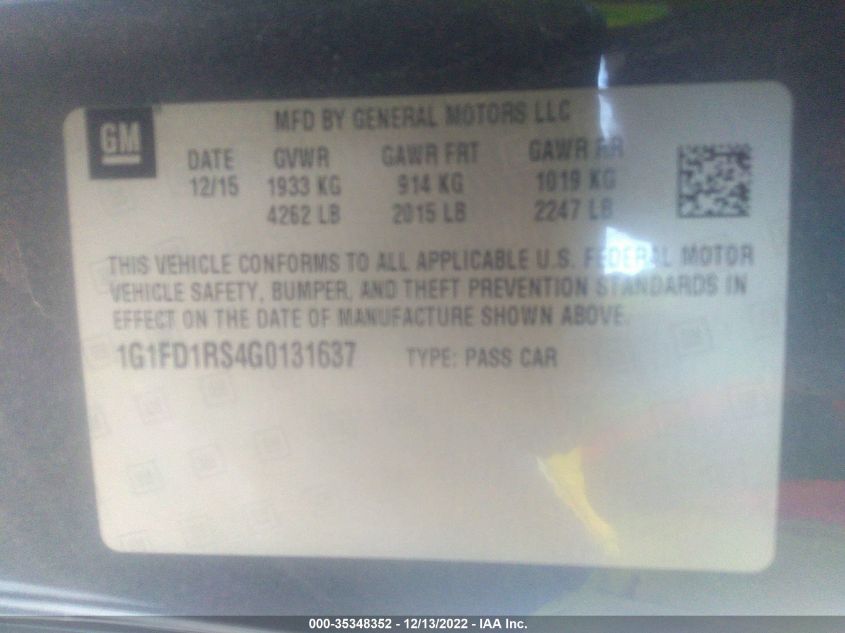 GM
MFD BY GENERAL MOTORS LLC
DATE GVWR GAWR FRT GAWR RR
12/15 1933 KG 914 KG 1019 KG
4262 LB 2015 LB 2247 LB
THIS VEHICLE CONFORMS TO ALL APPLICABLE U.S. FEDERAL MOTOR
VEHICLE SAFETY, BUMPER, AND THEFT PREVENTION STANDARDS IN
EFFECT ON THE DATE OF MANUFACTURE SHOWN ABOVE.
1G1FD1RS4G0131637 TYPE: PASS CAR
000-35348352 - 12/13/2022 - IAA Inc.